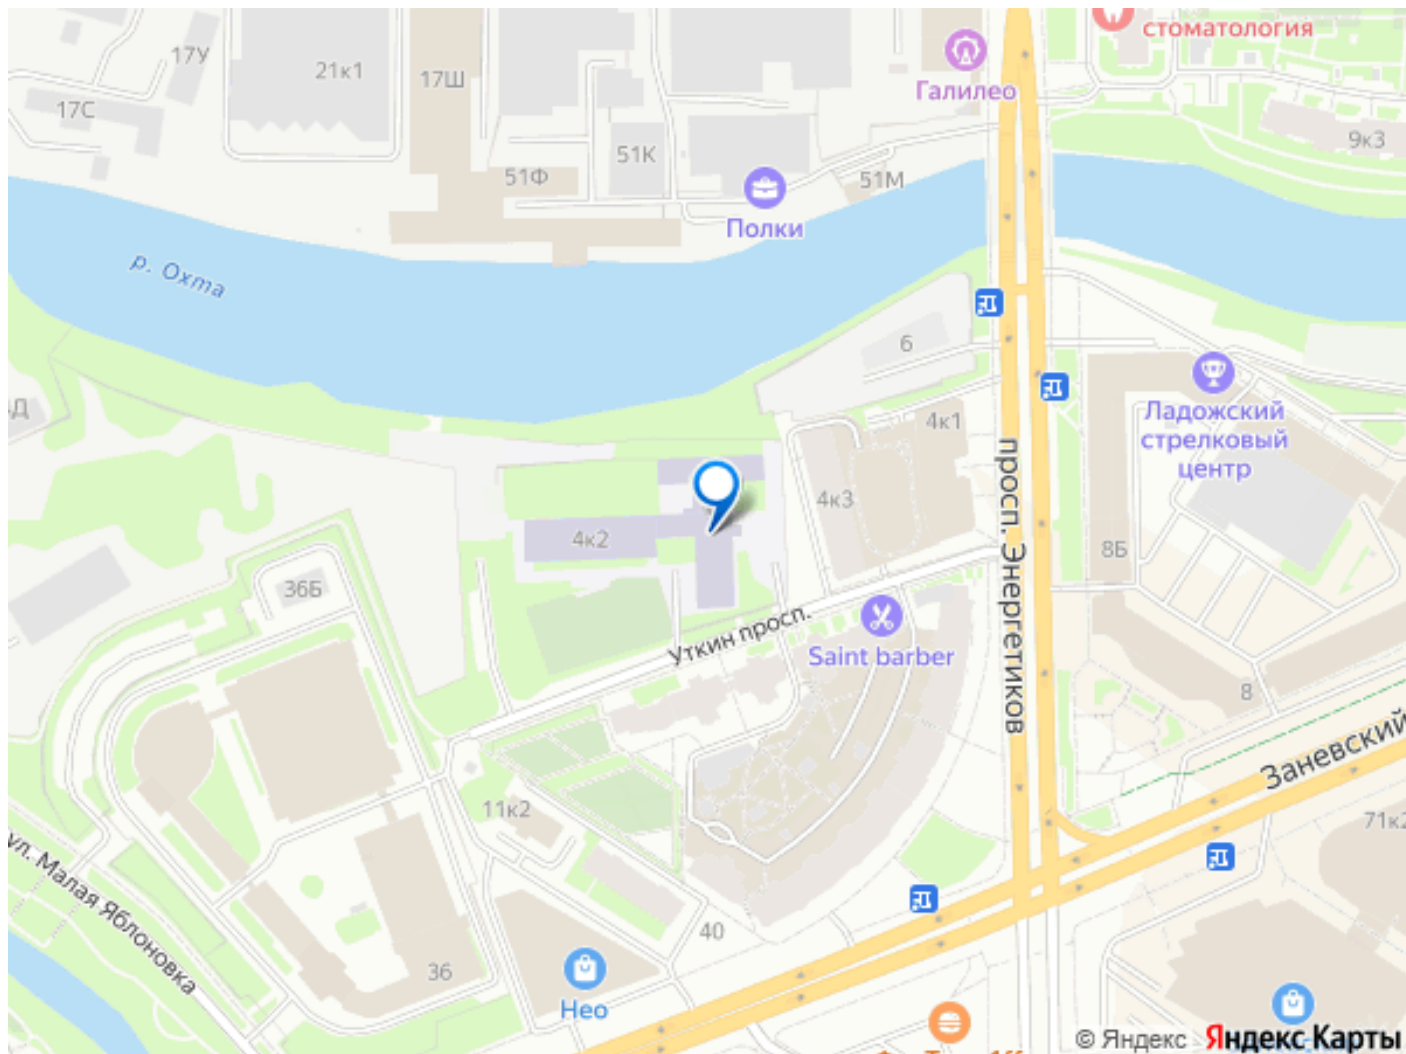 стоматология
17У
21к1
17Ш
Галилео
17С
9к3
51К
51Ф
51М
Полки
р. Охта
6
Ладожский
стрелковый
центр
4к1
4к3
4к2
просп. Энергетиков
8Б
36Б
Уткин просп.
Saint barber
8
Заневский
11к2
71к2
ул. Малая Яблоновка
40
36
Нео
© Яндекс Яндекс Карты